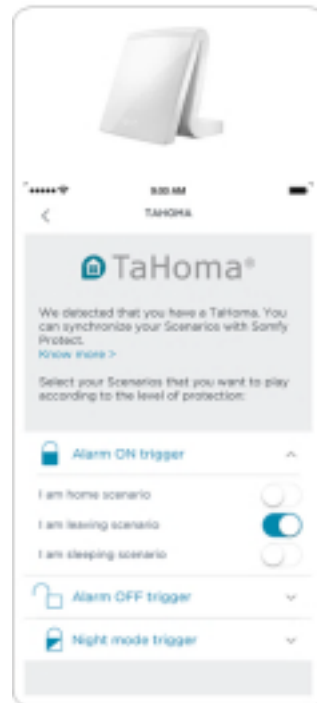 9:00 AM
TAHOMA
TaHoma®
We detected that you have a TaHoma. You
can synchronize your Scenarios with Somfy
Protect.
Know more >
Select your Scenarios that you want to play
according to the level of protection:
Alarm ON trigger
I am home scenario
I am leaving scenario
I am sleeping scenario
Alarm OFF trigger
Night mode trigger